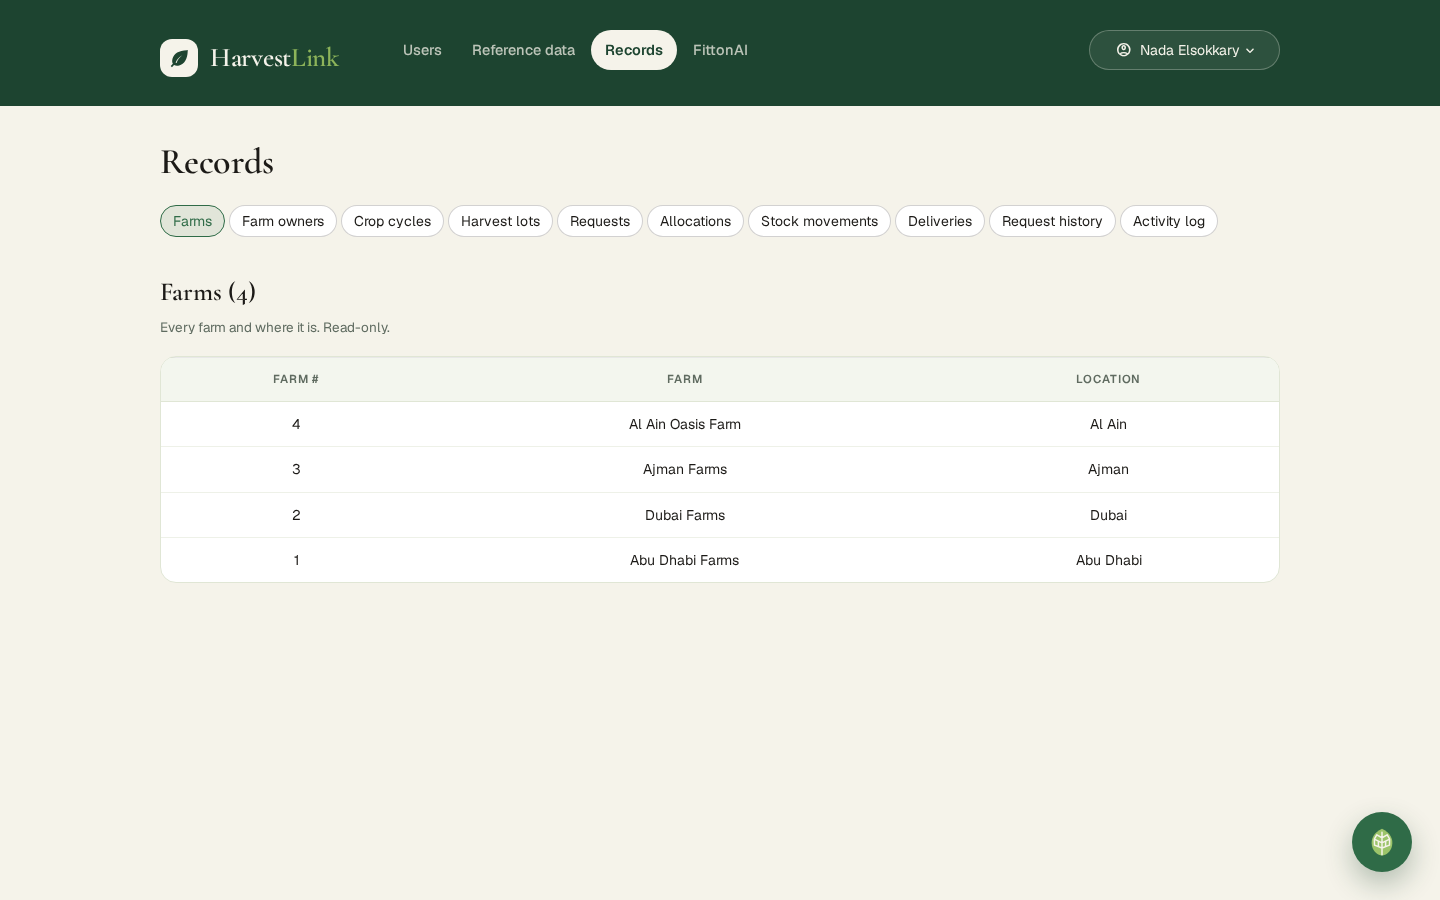 HarvestLink
Users
Reference data
Records
FittonAI
Nada Elsokkary
Records
Farms
Farm owners
Crop cycles
Harvest lots
Requests
Allocations
Stock movements
Deliveries
Request history
Activity log
Farms (4)
Every farm and where it is. Read-only.
FARM # FARM LOCATION
4 Al Ain Oasis Farm Al Ain
3 Ajman Farms Ajman
2 Dubai Farms Dubai
1 Abu Dhabi Farms Abu Dhabi